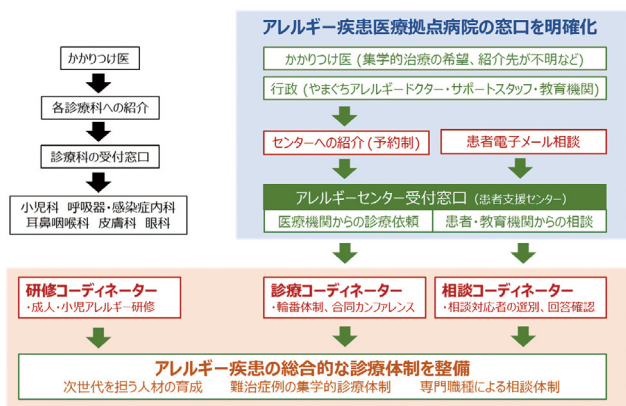 アレルギー疾患医療拠点病院の窓口を明確化
かかりつけ医
各診療科への紹介
診療科の受付窓口
小児科 呼吸器・感染症内科
耳鼻咽喉科 皮膚科 眼科
かかりつけ医 (集学的治療の希望、紹介先が不明など)
行政 (やまぐちアレルギードクター・サポートスタッフ・教育機関)
センターへの紹介 (予約制)
患者電子メール相談
アレルギーセンター受付窓口 (患者支援センター)
医療機関からの診療依頼
患者・教育機関からの相談
研修コーディネーター
・成人・小児アレルギー研修
診療コーディネーター
・輪番体制、合同カンファレンス
相談コーディネーター
・相談対応者の選別、回答確認
アレルギー疾患の総合的な診療体制を整備
次世代を担う人材の育成 難治症例の集学的診療体制 専門職種による相談体制